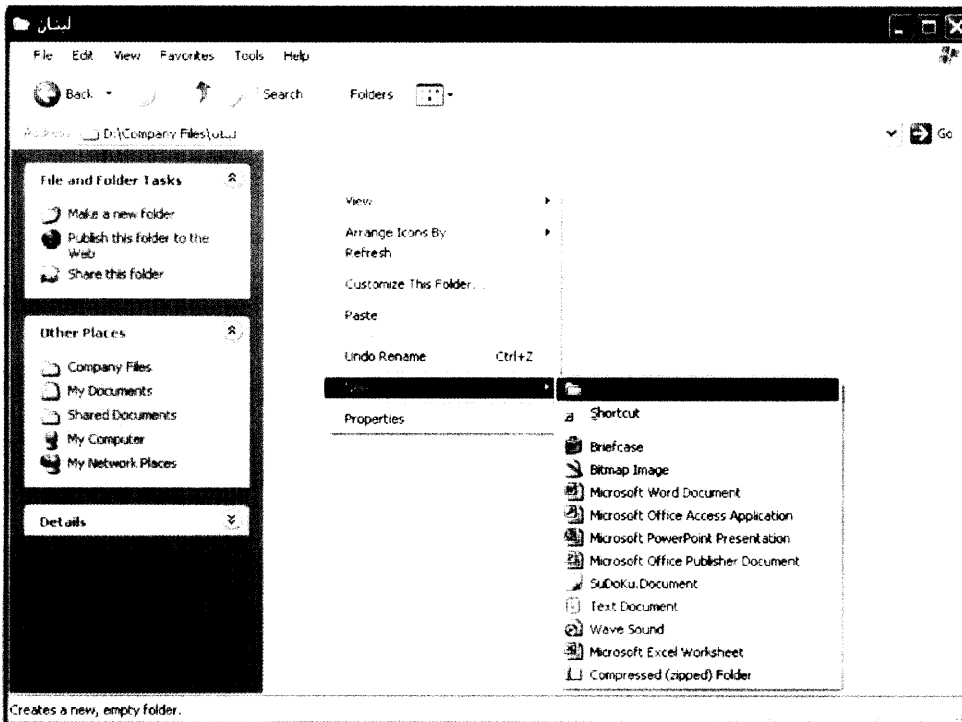 لبنان
File Edit View Favorites Tools Help
Back Search Folders
Address D:\Company Files\لبنان Go
File and Folder Tasks
Make a new folder
Publish this folder to the
Web
Share this folder
Other Places
Company Files
My Documents
Shared Documents
My Computer
My Network Places
Details
View
Arrange Icons By
Refresh
Customize This Folder...
Paste
Undo Rename Ctrl+Z
New
Properties
Shortcut
Briefcase
Bitmap Image
Microsoft Word Document
Microsoft Office Access Application
Microsoft PowerPoint Presentation
Microsoft Office Publisher Document
SuDoKu.Document
Text Document
Wave Sound
Microsoft Excel Worksheet
Compressed (zipped) Folder
Creates a new, empty folder.